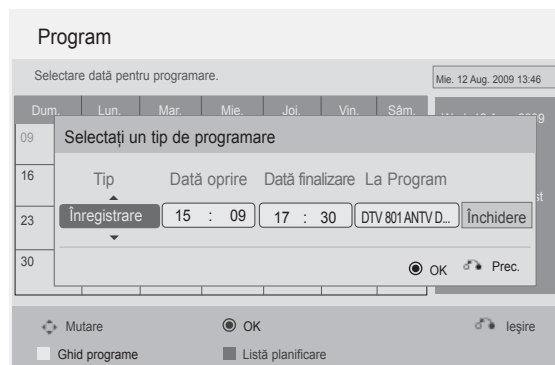 Program
Selectare dată pentru programare.
Mie. 12 Aug. 2009 13:46
Dum. Lun. Mar. Mie. Joi. Vin. Sâm.
09
Selectați un tip de programare
16
Tip Dată oprire Dată finalizare La Program
23
Înregistrare 15 : 09 17 : 30 DTV 801 ANTV D... Închidere
30
OK Prec.
Mutare OK Ieşire
Ghid programe Listă planificare